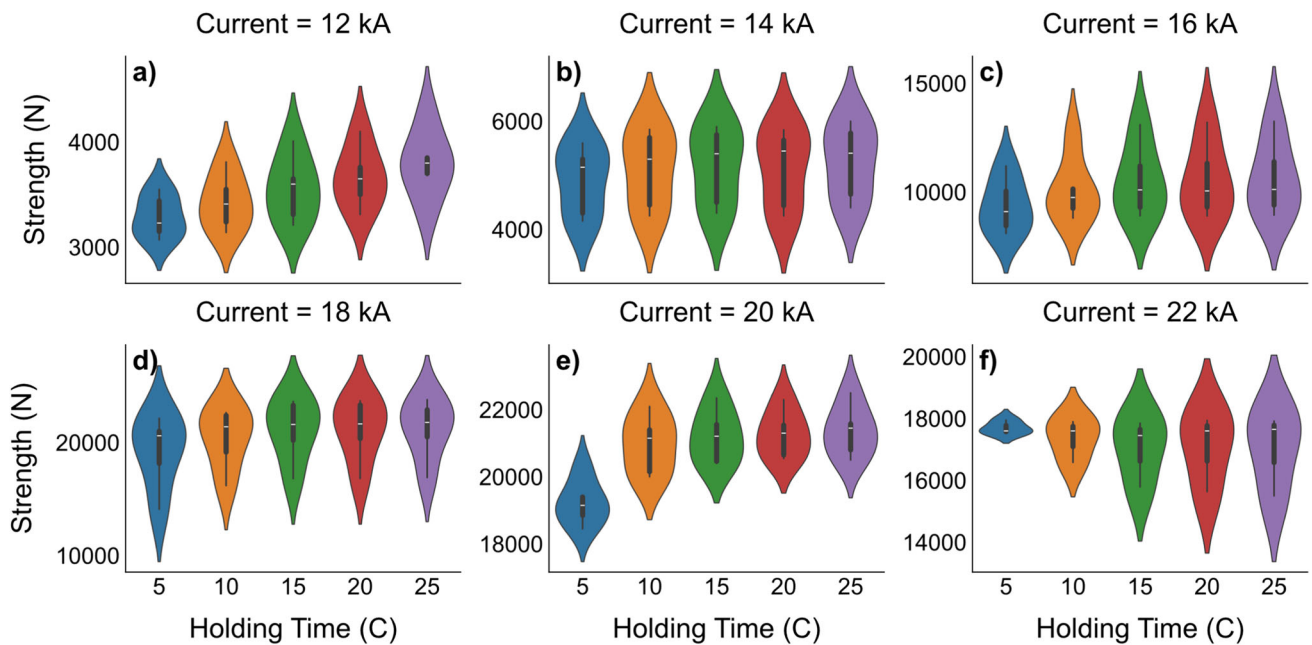 Current = 12 kA
Current = 14 kA
Current = 16 kA
a)
b)
c)
Strength (N)
4000
3000
6000
4000
15000
10000
Current = 18 kA
Current = 20 kA
Current = 22 kA
d)
e)
f)
Strength (N)
20000
10000
22000
20000
18000
20000
18000
16000
14000
5 10 15 20 25
5 10 15 20 25
5 10 15 20 25
Holding Time (C)
Holding Time (C)
Holding Time (C)